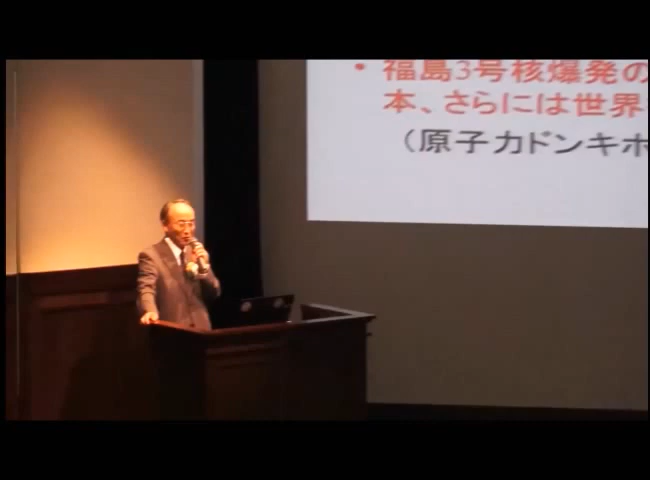 • 福島3号核爆発の
本、さらには世界
（原子力ドンキホ